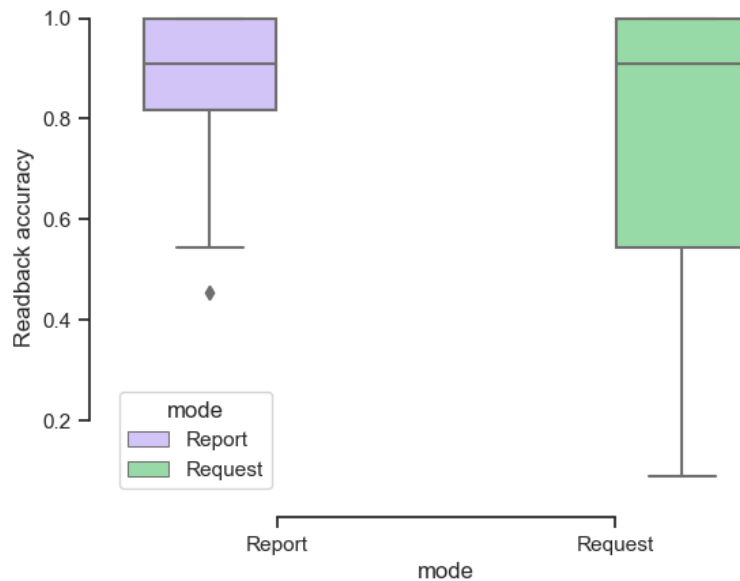 1.0
0.8
0.6
0.4
0.2
Readback accuracy
mode
Report
Request
Report
Request
mode